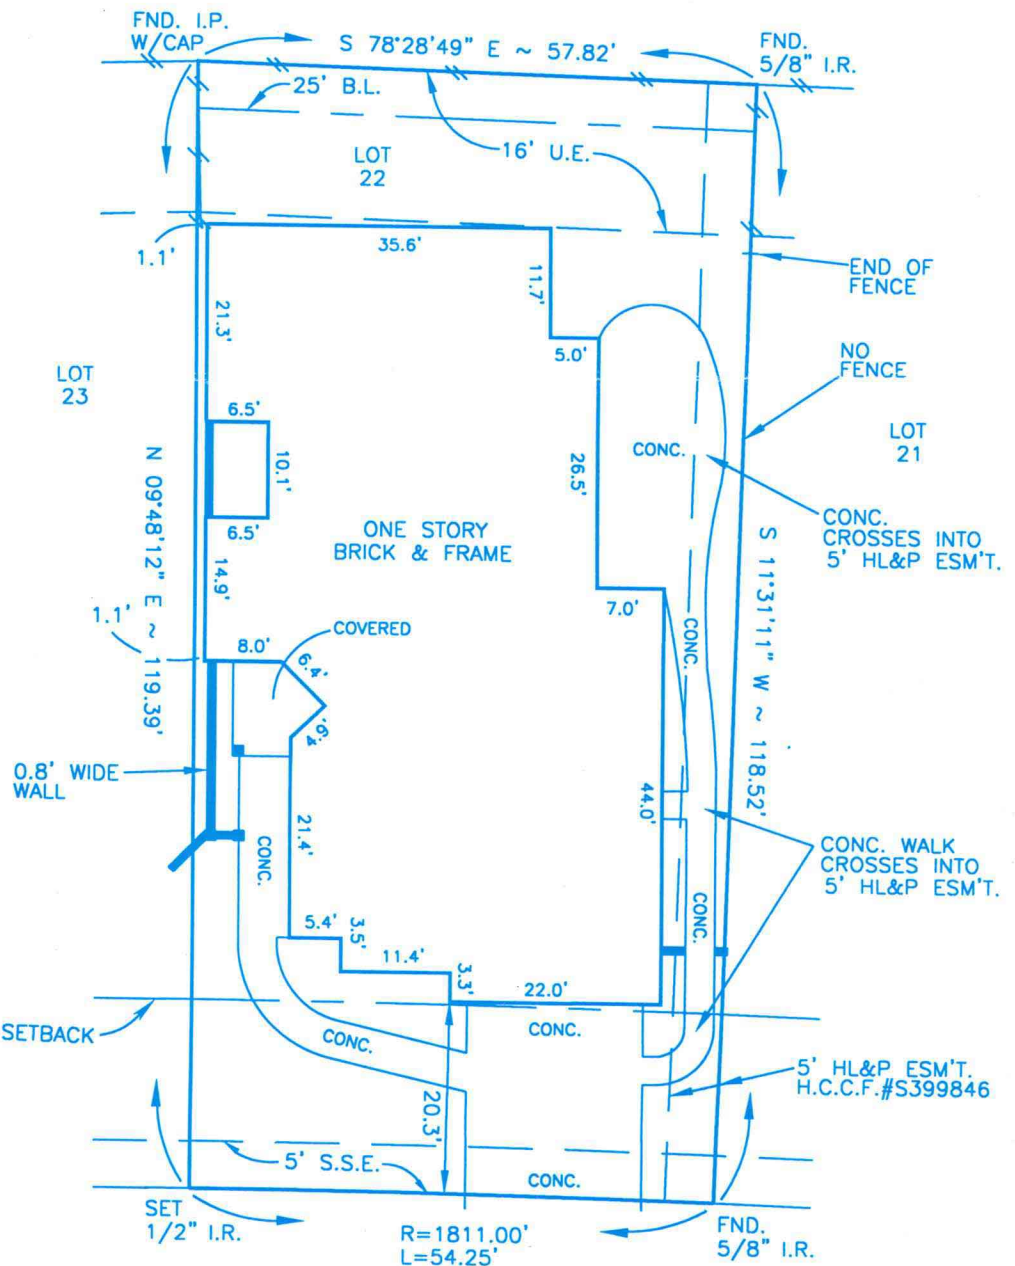 FND. I.P.
W/CAP
S 78°28'49" E ~ 57.82'
FND.
5/8" I.R.
25' B.L.
LOT
22
16' U.E.
1.1'
35.6'
11.7'
END OF
FENCE
21.3'
5.0'
NO
FENCE
LOT
23
6.5'
LOT
21
10.1'
CONC.
26.5'
6.5'
N 09°48'12" E ~ 119.39'
ONE STORY
BRICK & FRAME
CONC.
CROSSES INTO
5' HL&P ESM'T.
S 11°31'11" W ~ 118.52'
14.9'
7.0'
1.1'
COVERED
CONC.
8.0'
6.4'
4.6'
0.8' WIDE
WALL
44.0'
21.4'
CONC.
CONC. WALK
CROSSES INTO
5' HL&P ESM'T.
CONC.
5.4'
3.5'
11.4'
3.3'
22.0'
SETBACK
CONC.
CONC.
20.3'
5' HL&P ESM'T.
H.C.C.F.#S399846
5' S.S.E.
CONC.
SET
1/2" I.R.
R=1811.00'
L=54.25'
FND.
5/8" I.R.